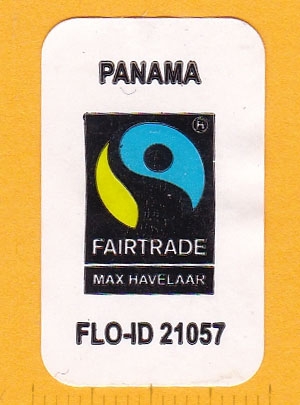 PANAMA
FAIRTRADE
MAX HAVELAAR
FLO-ID 21057